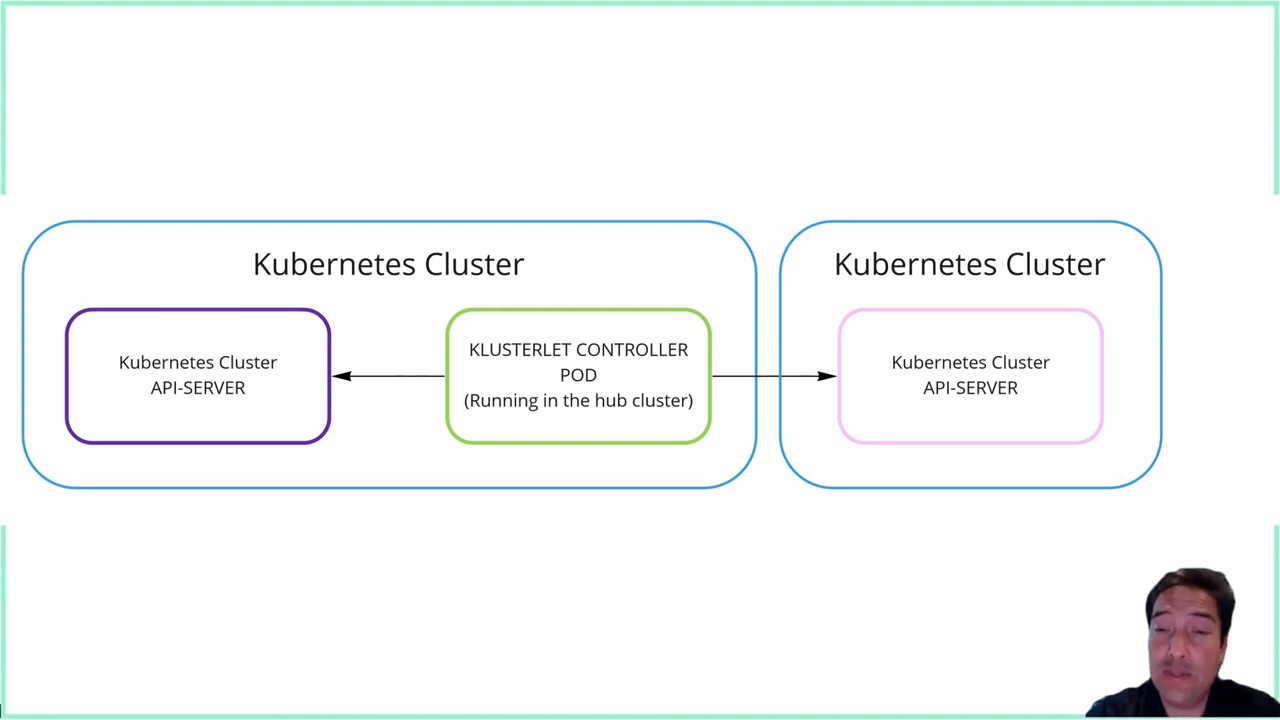 Kubernetes Cluster
Kubernetes Cluster
API-SERVER
KLUSTERLET CONTROLLER
POD
(Running in the hub cluster)
Kubernetes Cluster
Kubernetes Cluster
API-SERVER